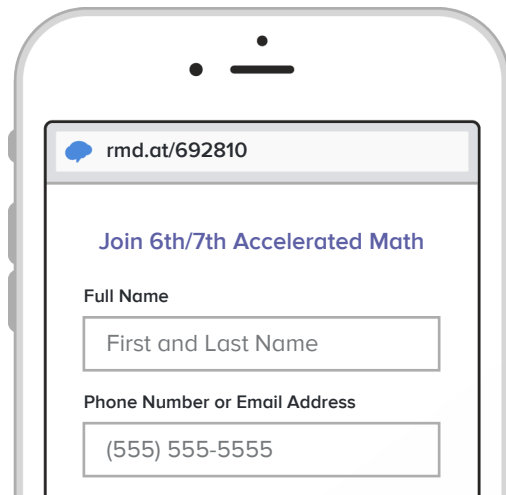 rmd.at/692810
Join 6th/7th Accelerated Math
Full Name
First and Last Name
Phone Number or Email Address
(555) 555-5555